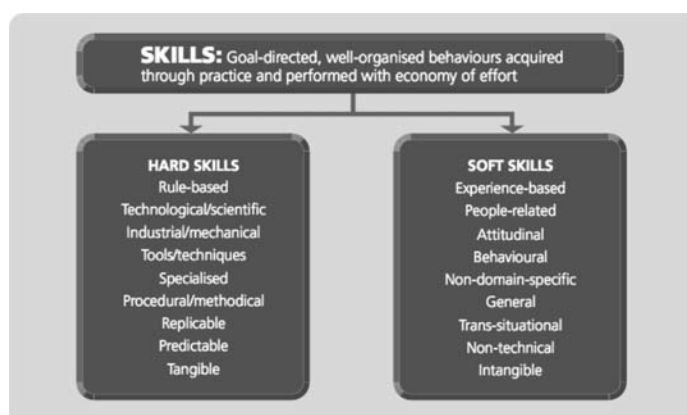 SKILLS: Goal-directed, well-organised behaviours acquired
through practice and performed with economy of effort
HARD SKILLS
Rule-based
Technological/scientific
Industrial/mechanical
Tools/techniques
Specialised
Procedural/methodical
Replicable
Predictable
Tangible
SOFT SKILLS
Experience-based
People-related
Attitudinal
Behavioural
Non-domain-specific
General
Trans-situational
Non-technical
Intangible